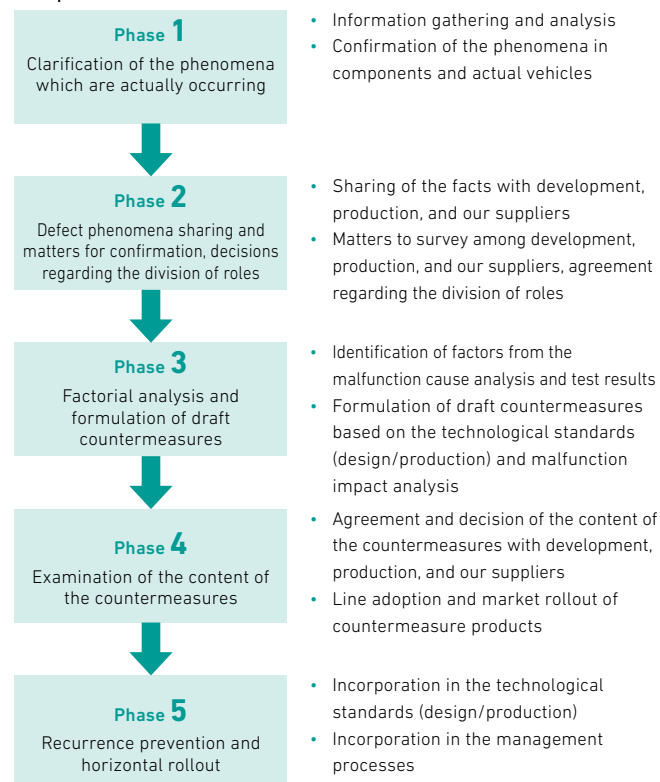 Phase 1
Clarification of the phenomena
which are actually occurring
• Information gathering and analysis
• Confirmation of the phenomena in
components and actual vehicles
Phase 2
Defect phenomena sharing and
matters for confirmation, decisions
regarding the division of roles
• Sharing of the facts with development,
production, and our suppliers
• Matters to survey among development,
production, and our suppliers, agreement
regarding the division of roles
Phase 3
Factorial analysis and
formulation of draft
countermeasures
• Identification of factors from the
malfunction cause analysis and test results
• Formulation of draft countermeasures
based on the technological standards
(design/production) and malfunction
impact analysis
Phase 4
Examination of the content of
the countermeasures
• Agreement and decision of the content of
the countermeasures with development,
production, and our suppliers
• Line adoption and market rollout of
countermeasure products
Phase 5
Recurrence prevention and
horizontal rollout
• Incorporation in the technological
standards (design/production)
• Incorporation in the management
processes